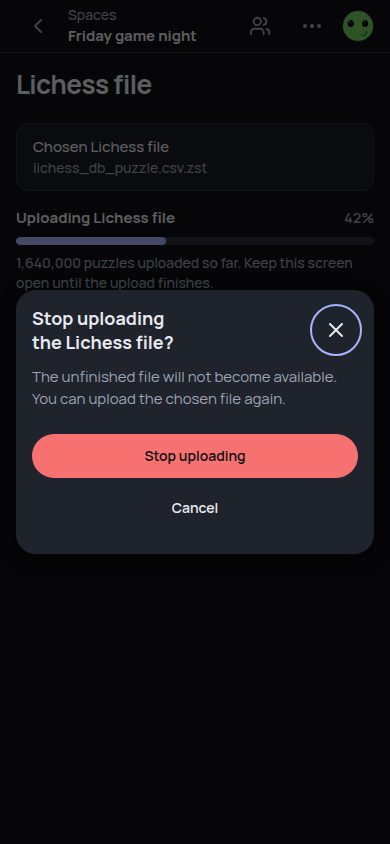 Spaces
Friday game night
Lichess file
Chosen Lichess file
lichess_db_puzzle.csv.zst
Uploading Lichess file 42%
1,640,000 puzzles uploaded so far. Keep this screen
open until the upload finishes.
Stop uploading
the Lichess file?
The unfinished file will not become available.
You can upload the chosen file again.
Stop uploading
Cancel